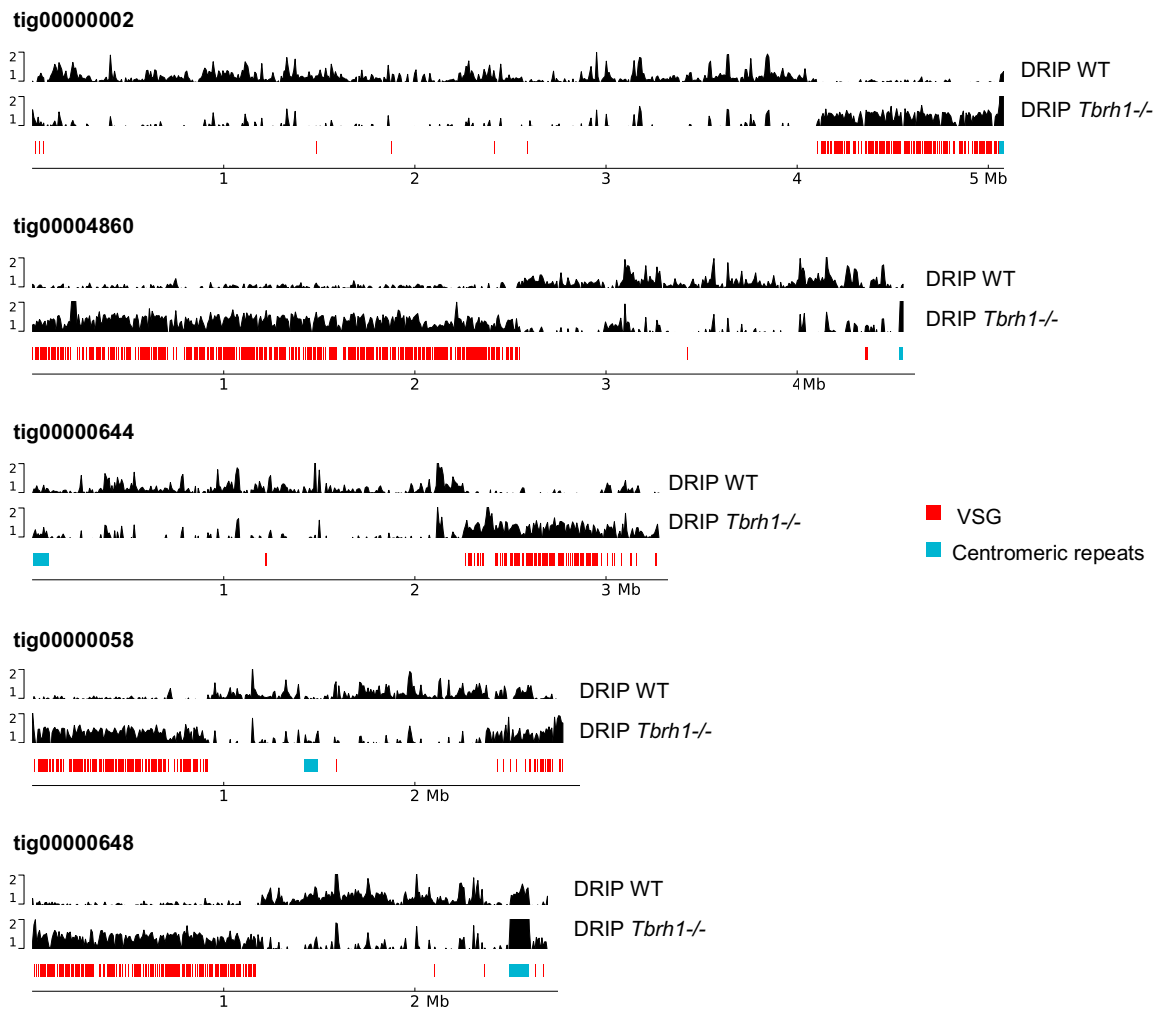 tig00000002
2
1
DRIP WT
2
1
DRIP Tbrh1-/-
1 2 3 4 5 Mb
tig00004860
2
1
DRIP WT
2
1
DRIP Tbrh1-/-
1 2 3 4 Mb
tig00000644
2
1
DRIP WT
2
1
DRIP Tbrh1-/-
VSG
Centromeric repeats
1 2 3 Mb
tig00000058
2
1
DRIP WT
2
1
DRIP Tbrh1-/-
1 2 Mb
tig00000648
2
1
DRIP WT
2
1
DRIP Tbrh1-/-
1 2 Mb